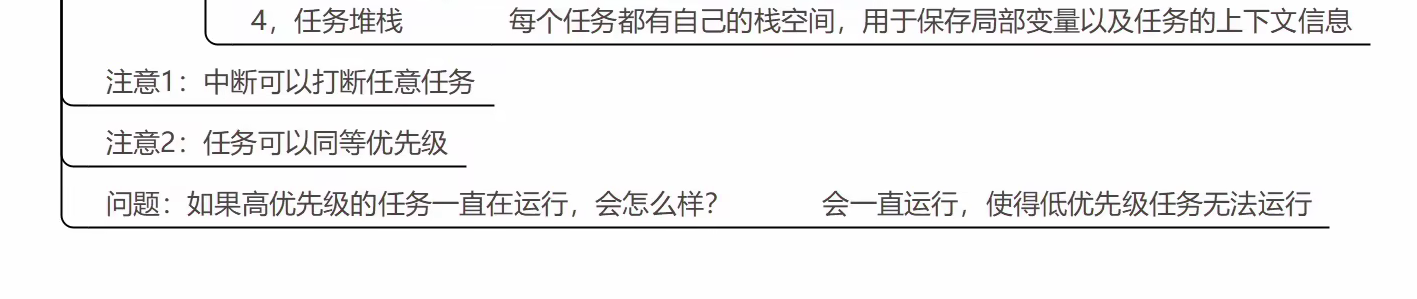 4，任务堆栈 每个任务都有自己的栈空间，用于保存局部变量以及任务的上下文信息
注意1：中断可以打断任意任务
注意2：任务可以同等优先级
问题：如果高优先级的任务一直在运行，会怎么样？ 会一直运行，使得低优先级任务无法运行